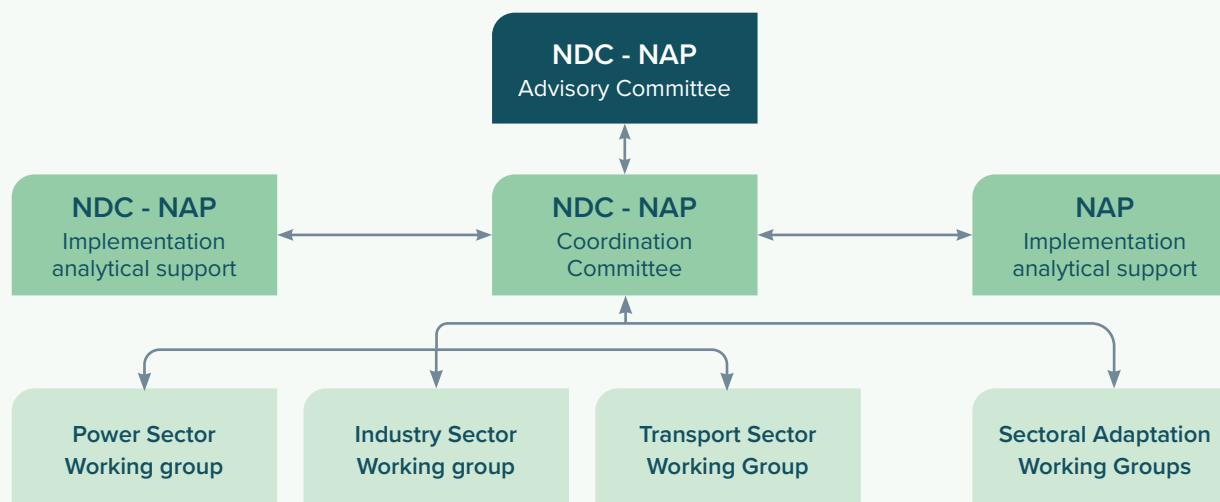 NDC - NAP
Advisory Committee
NDC - NAP
Implementation
analytical support
NDC - NAP
Coordination
Committee
NAP
Implementation
analytical support
Power Sector
Working group
Industry Sector
Working group
Transport Sector
Working Group
Sectoral Adaptation
Working Groups